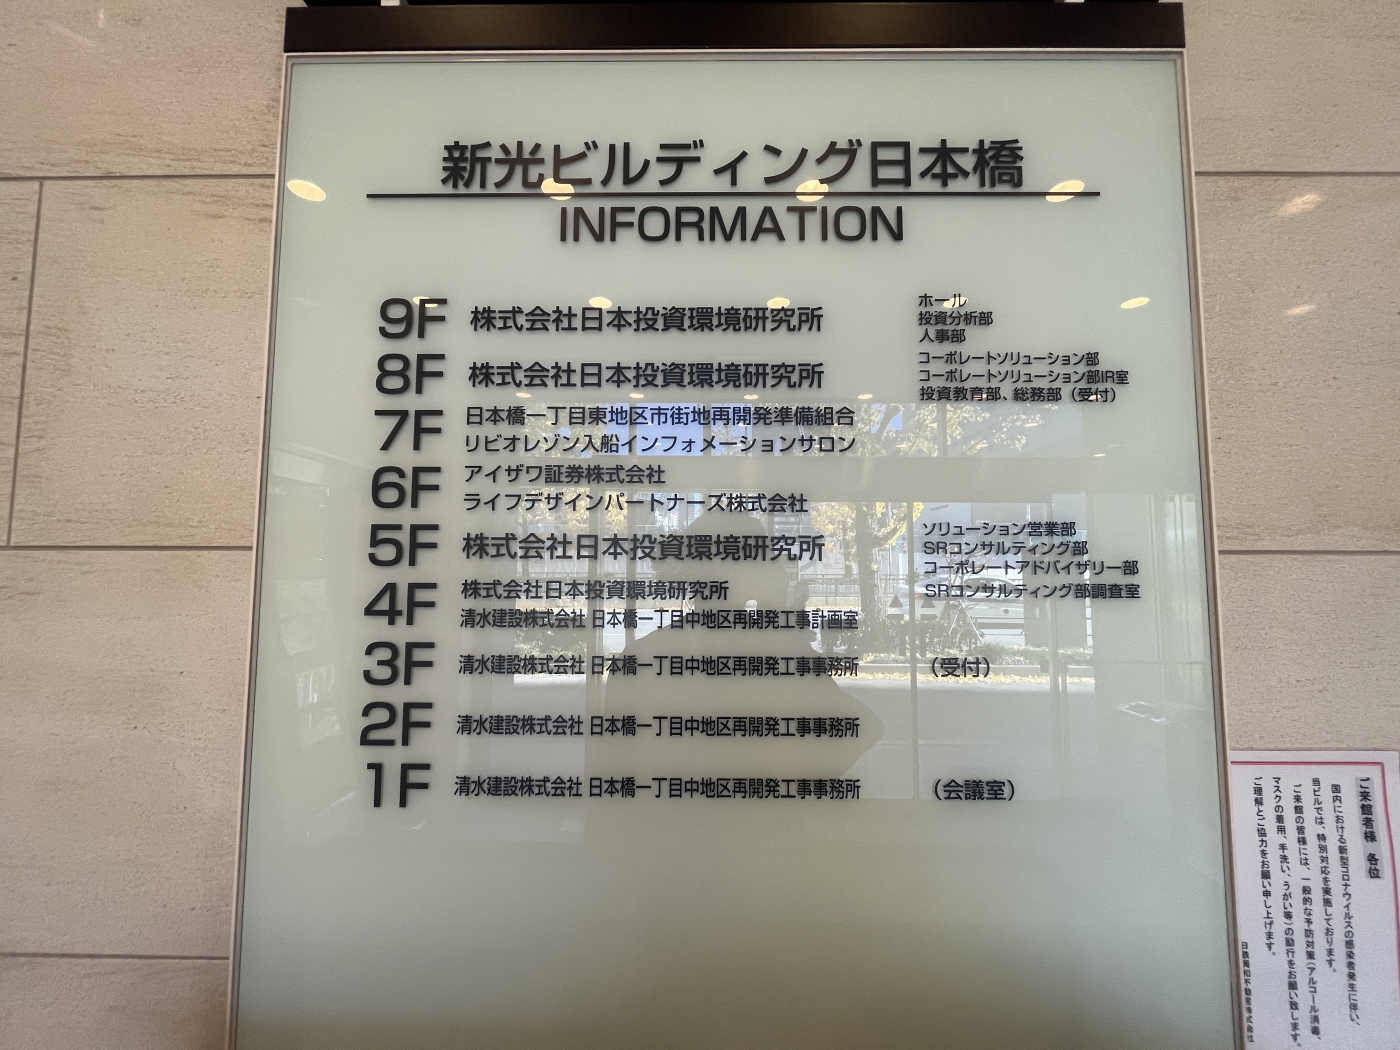 新光ビルディング日本橋
INFORMATION
9F 株式会社日本投資環境研究所 ホール
投資分析部
人事部
8F 株式会社日本投資環境研究所 コーポレートソリューション部
コーポレートソリューション部IR室
投資教育部、総務部（受付）
7F 日本橋一丁目東地区市街地再開発準備組合
リビオレゾン入船インフォメーションサロン
6F アイザワ証券株式会社
ライフデザインパートナーズ株式会社
5F 株式会社日本投資環境研究所 ソリューション営業部
SRコンサルティング部
コーポレートアドバイザリー部
4F 株式会社日本投資環境研究所 SRコンサルティング部調査室
清水建設株式会社 日本橋一丁目中地区再開発工事計画室
3F 清水建設株式会社 日本橋一丁目中地区再開発工事事務所 （受付）
2F 清水建設株式会社 日本橋一丁目中地区再開発工事事務所
1F 清水建設株式会社 日本橋一丁目中地区再開発工事事務所 （会議室）
ご来館者様 各位
国内における新型コロナウイルスの感染者発生に伴い、
当ビルでは、特別対応を実施しております。
ご来館の皆様には、一般的な予防対策（アルコール消毒、
マスクの着用、手洗い、うがい等）の励行をお願い致します。
ご理解とご協力をお願い申し上げます。
日鉄興和不動産株式会社